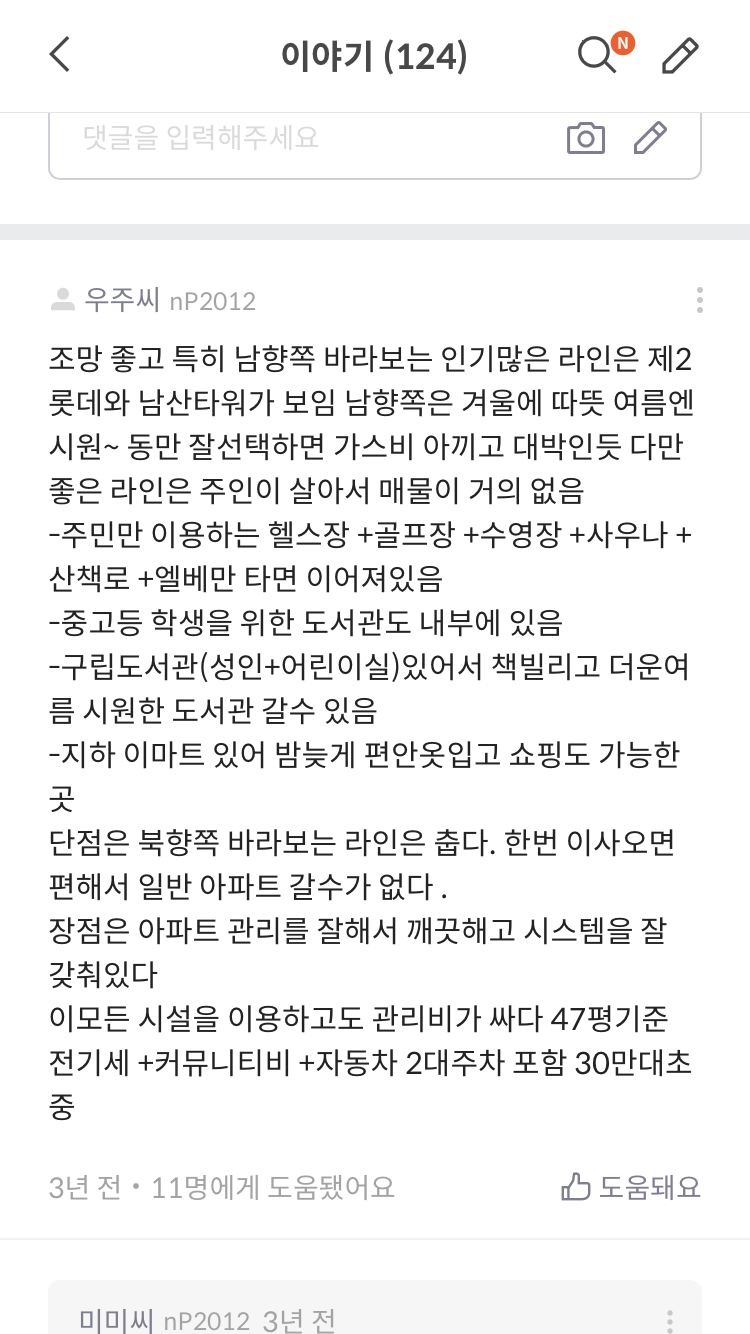 이야기 (124)
N
댓글을 입력해주세요
우주씨 nP2012
조망 좋고 특히 남향쪽 바라보는 인기많은 라인은 제2
롯데와 남산타워가 보임 남향쪽은 겨울에 따뜻 여름엔
시원~ 동만 잘선택하면 가스비 아끼고 대박인듯 다만
좋은 라인은 주인이 살아서 매물이 거의 없음
-주민만 이용하는 헬스장 +골프장 +수영장 +사우나 +
산책로 +엘베만 타면 이어져있음
-중고등 학생을 위한 도서관도 내부에 있음
-구립도서관(성인+어린이실)있어서 책빌리고 더운여
름 시원한 도서관 갈수 있음
-지하 이마트 있어 밤늦게 편안옷입고 쇼핑도 가능한
곳
단점은 북향쪽 바라보는 라인은 춥다. 한번 이사오면
편해서 일반 아파트 갈수가 없다 .
장점은 아파트 관리를 잘해서 깨끗해고 시스템을 잘
갖춰있다
이모든 시설을 이용하고도 관리비가 싸다 47평기준
전기세 +커뮤니티비 +자동차 2대주차 포함 30만대초
중
3년 전 • 11명에게 도움됐어요
도움돼요
미미씨 nP2012 3년 전